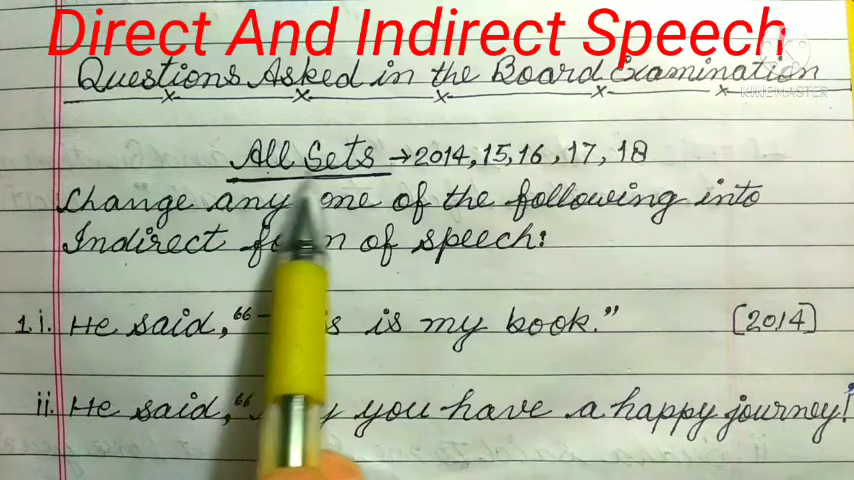 Direct And Indirect Speech
Questions Asked in the Board Examination
KINEMASTER
All Sets → 2014, 15, 16, 17, 18
Change any one of the following into
Indirect of speech:
1. i. He said, “ is my book.” [2014]
ii. He said, “ you have a happy journey!